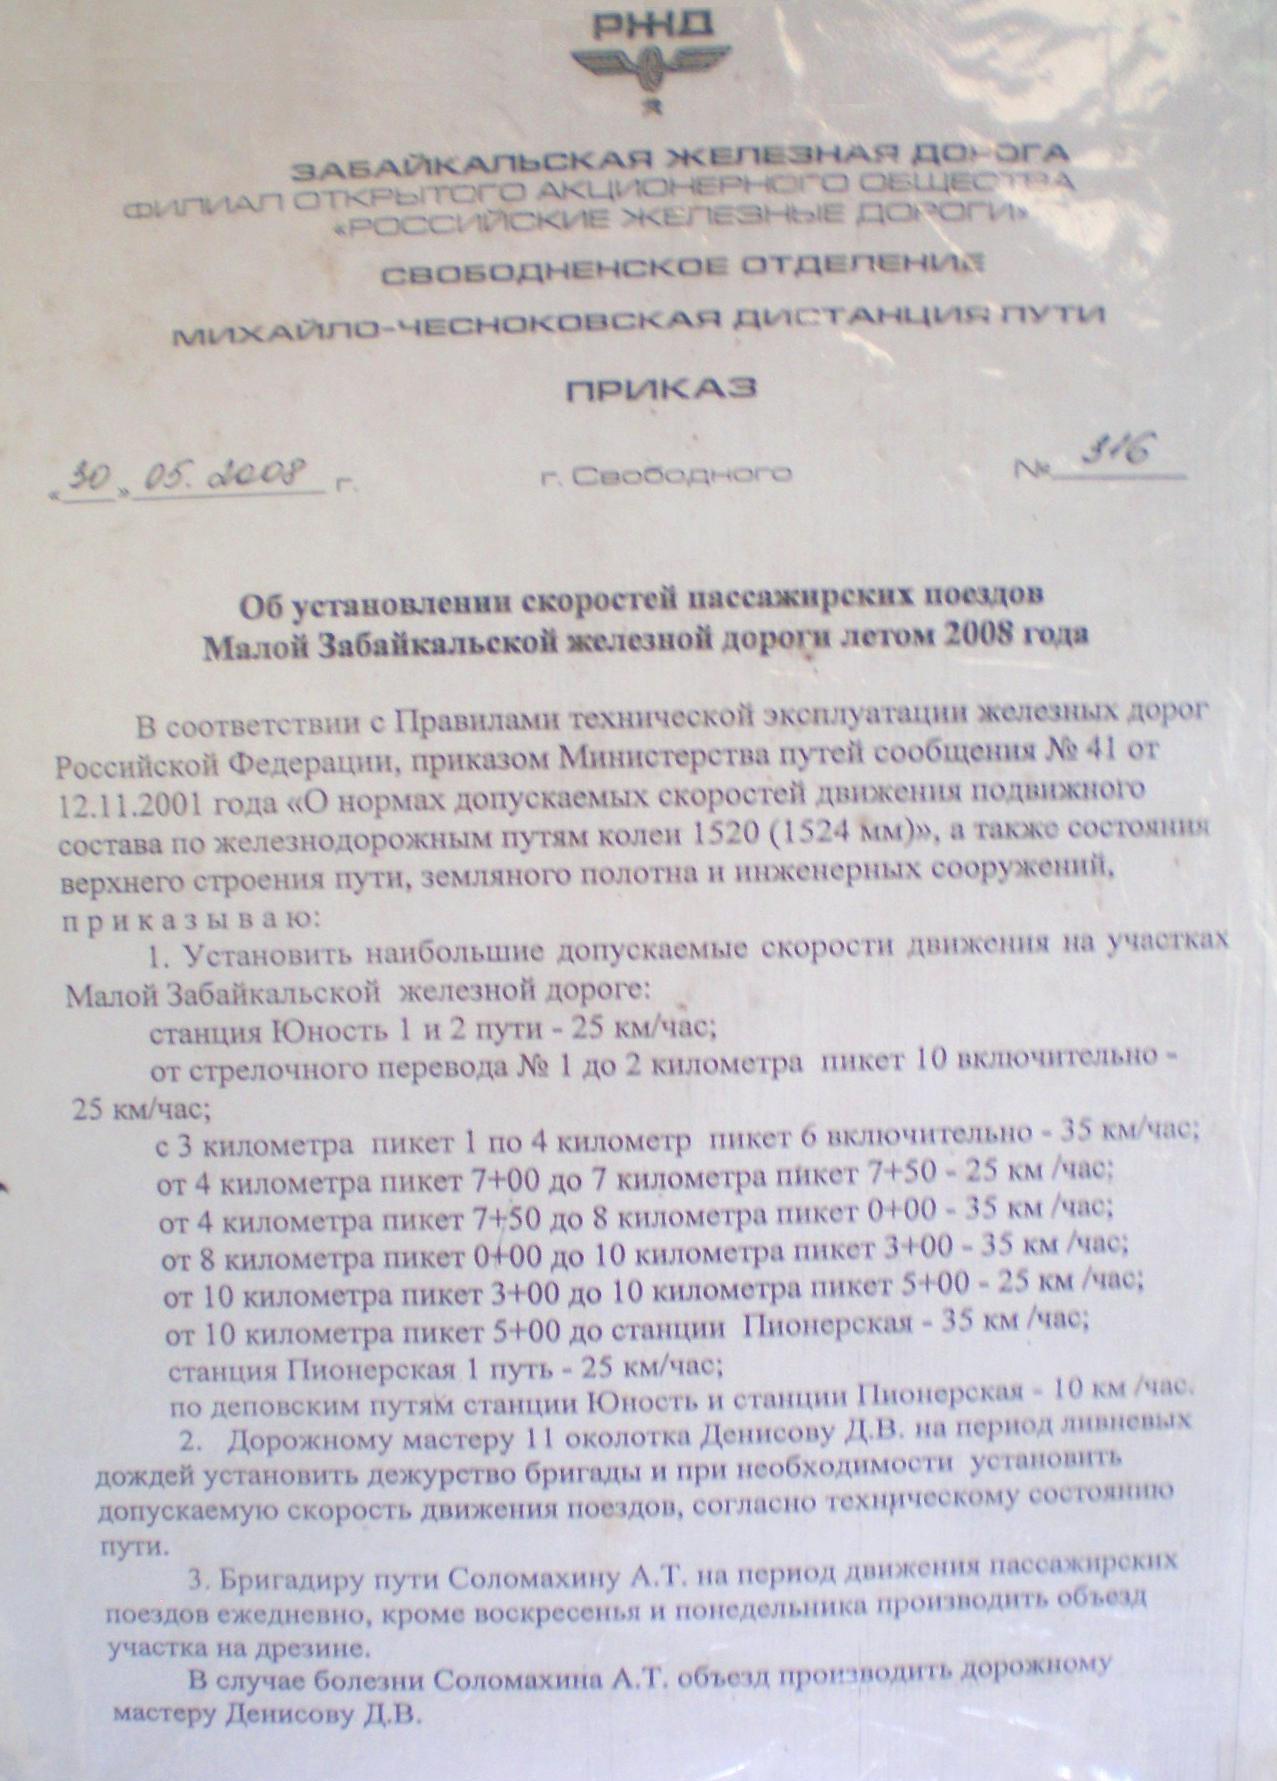 РЖД
Я
ЗАБАЙКАЛЬСКАЯ ЖЕЛЕЗНАЯ ДОРОГА
ФИЛИАЛ ОТКРЫТОГО АКЦИОНЕРНОГО ОБЩЕСТВА
«РОССИЙСКИЕ ЖЕЛЕЗНЫЕ ДОРОГИ»
СВОБОДНЕНСКОЕ ОТДЕЛЕНИЕ
МИХАЙЛО-ЧЕСНОКОВСКАЯ ДИСТАНЦИЯ ПУТИ
ПРИКАЗ
«30» 05. 2008 г. г. Свободного № 316
Об установлении скоростей пассажирских поездов
Малой Забайкальской железной дороги летом 2008 года
В соответствии с Правилами технической эксплуатации железных дорог
Российской Федерации, приказом Министерства путей сообщения № 41 от
12.11.2001 года «О нормах допускаемых скоростей движения подвижного
состава по железнодорожным путям колеи 1520 (1524 мм)», а также состояния
верхнего строения пути, земляного полотна и инженерных сооружений,
п р и к а з ы в а ю:
1. Установить наибольшие допускаемые скорости движения на участках
Малой Забайкальской железной дороге:
станция Юность 1 и 2 пути - 25 км/час;
от стрелочного перевода № 1 до 2 километра пикет 10 включительно -
25 км/час;
с 3 километра пикет 1 по 4 километр пикет 6 включительно - 35 км/час;
от 4 километра пикет 7+00 до 7 километра пикет 7+50 - 25 км /час;
от 4 километра пикет 7+50 до 8 километра пикет 0+00 - 35 км /час;
от 8 километра пикет 0+00 до 10 километра пикет 3+00 - 35 км /час;
от 10 километра пикет 3+00 до 10 километра пикет 5+00 - 25 км /час;
от 10 километра пикет 5+00 до станции Пионерская - 35 км /час;
станция Пионерская 1 путь - 25 км/час;
по деповским путям станции Юность и станции Пионерская - 10 км /час.
2. Дорожному мастеру 11 околотка Денисову Д.В. на период ливневых
дождей установить дежурство бригады и при необходимости установить
допускаемую скорость движения поездов, согласно техническому состоянию
пути.
3. Бригадиру пути Соломахину А.Т. на период движения пассажирских
поездов ежедневно, кроме воскресенья и понедельника производить объезд
участка на дрезине.
В случае болезни Соломахина А.Т. объезд производить дорожному
мастеру Денисову Д.В.